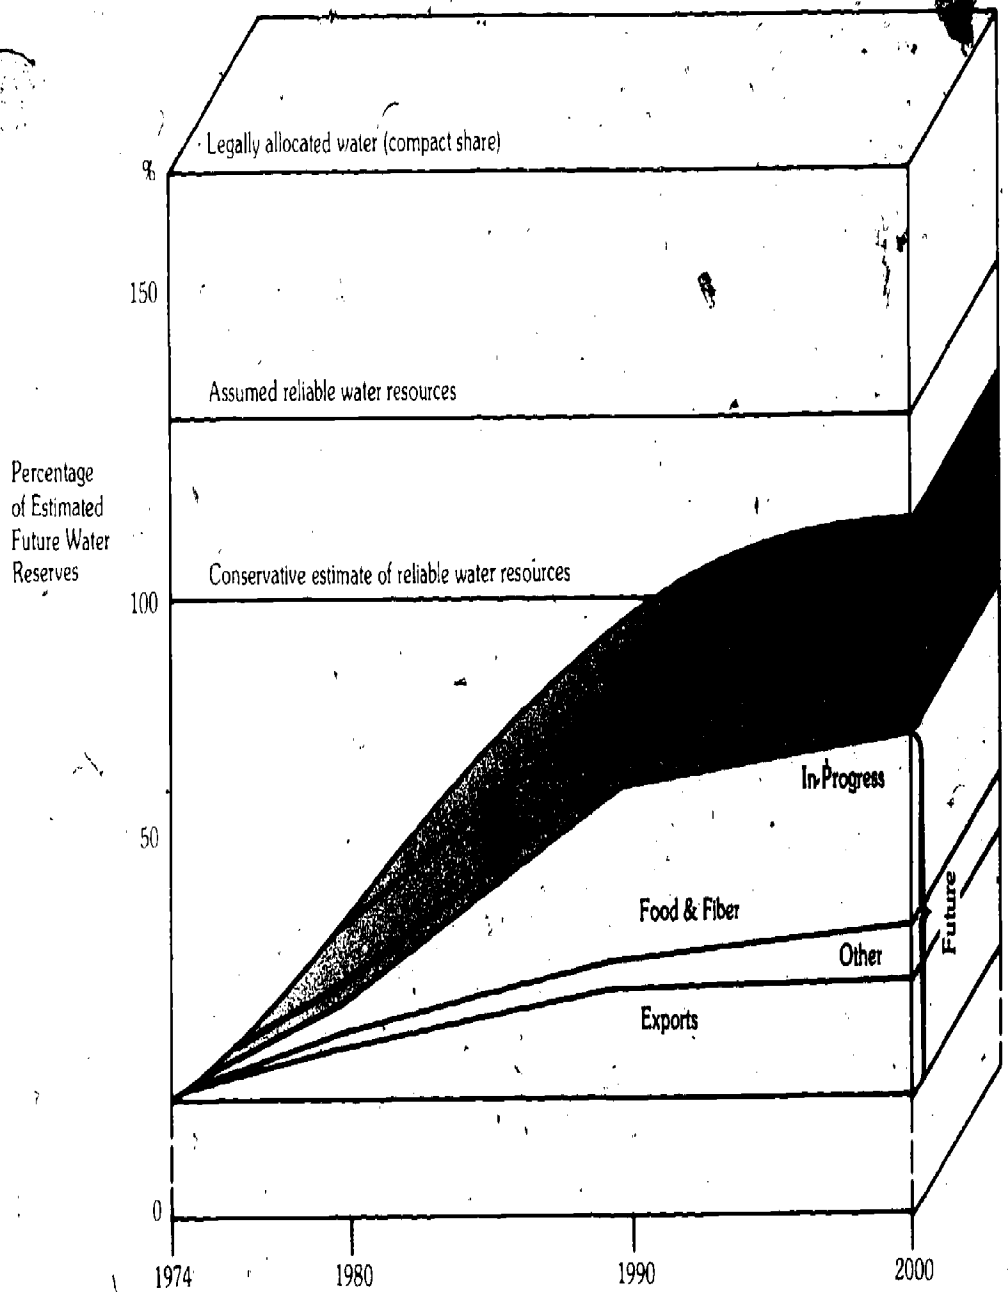 Legally allocated water (compact share)
%
150
Assumed reliable water resources
Percentage
of Estimated
Future Water
Reserves
Conservative estimate of reliable water resources
100
In-Progress
50
Food & Fiber
Future
Other
Exports
0
1974
1980
1990
2000